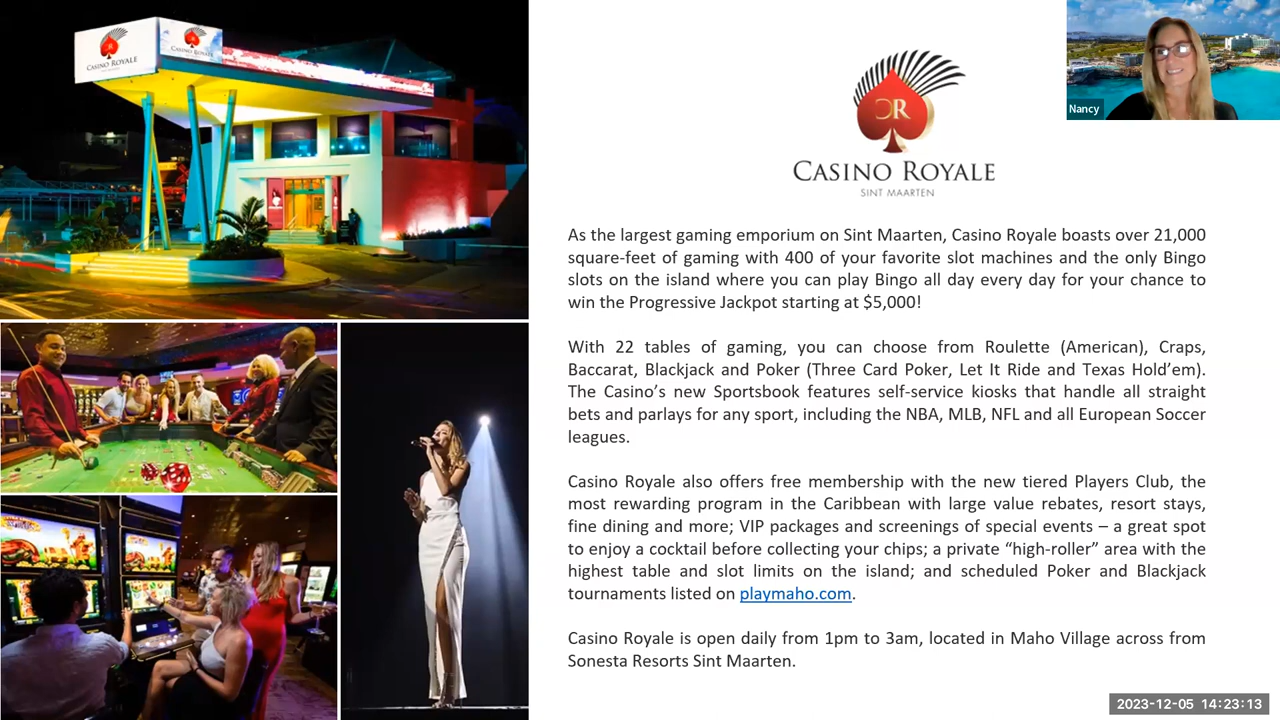 CASINO ROYALE
CASINO ROYALE
CR
CASINO ROYALE
SINT MAARTEN
Nancy
As the largest gaming emporium on Sint Maarten, Casino Royale boasts over 21,000
square-feet of gaming with 400 of your favorite slot machines and the only Bingo
slots on the island where you can play Bingo all day every day for your chance to
win the Progressive Jackpot starting at $5,000!
With 22 tables of gaming, you can choose from Roulette (American), Craps,
Baccarat, Blackjack and Poker (Three Card Poker, Let It Ride and Texas Hold’em).
The Casino’s new Sportsbook features self-service kiosks that handle all straight
bets and parlays for any sport, including the NBA, MLB, NFL and all European Soccer
leagues.
Casino Royale also offers free membership with the new tiered Players Club, the
most rewarding program in the Caribbean with large value rebates, resort stays,
fine dining and more; VIP packages and screenings of special events – a great spot
to enjoy a cocktail before collecting your chips; a private “high-roller” area with the
highest table and slot limits on the island; and scheduled Poker and Blackjack
tournaments listed on playmaho.com.
Casino Royale is open daily from 1pm to 3am, located in Maho Village across from
Sonesta Resorts Sint Maarten.
2023-12-05 14:23:13